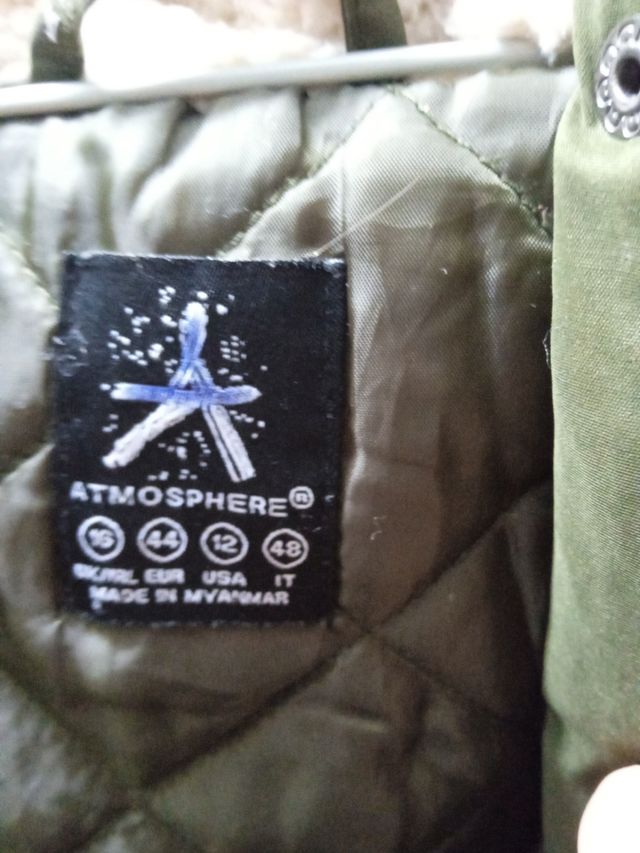 ATMOSPHERE®
16 44 12 48
UK/IRL EUR USA IT
MADE IN MYANMAR